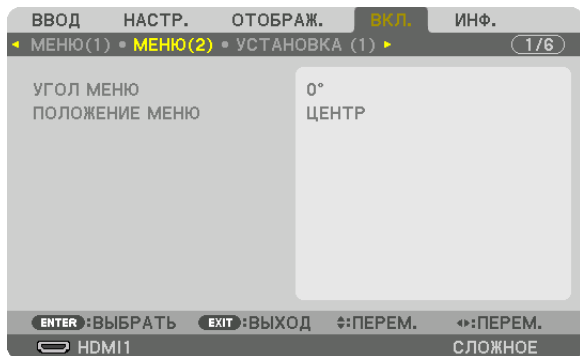 ВВОД НАСТР. ОТОБРАЖ. ВКЛ. ИНФ.
◂ МЕНЮ(1) • МЕНЮ(2) • УСТАНОВКА (1) ▸ 1/6
УГОЛ МЕНЮ 0°
ПОЛОЖЕНИЕ МЕНЮ ЦЕНТР
ENTER :ВЫБРАТЬ EXIT :ВЫХОД ♦:ПЕРЕМ. ◂▸:ПЕРЕМ.
HDMI1 СЛОЖНОЕ